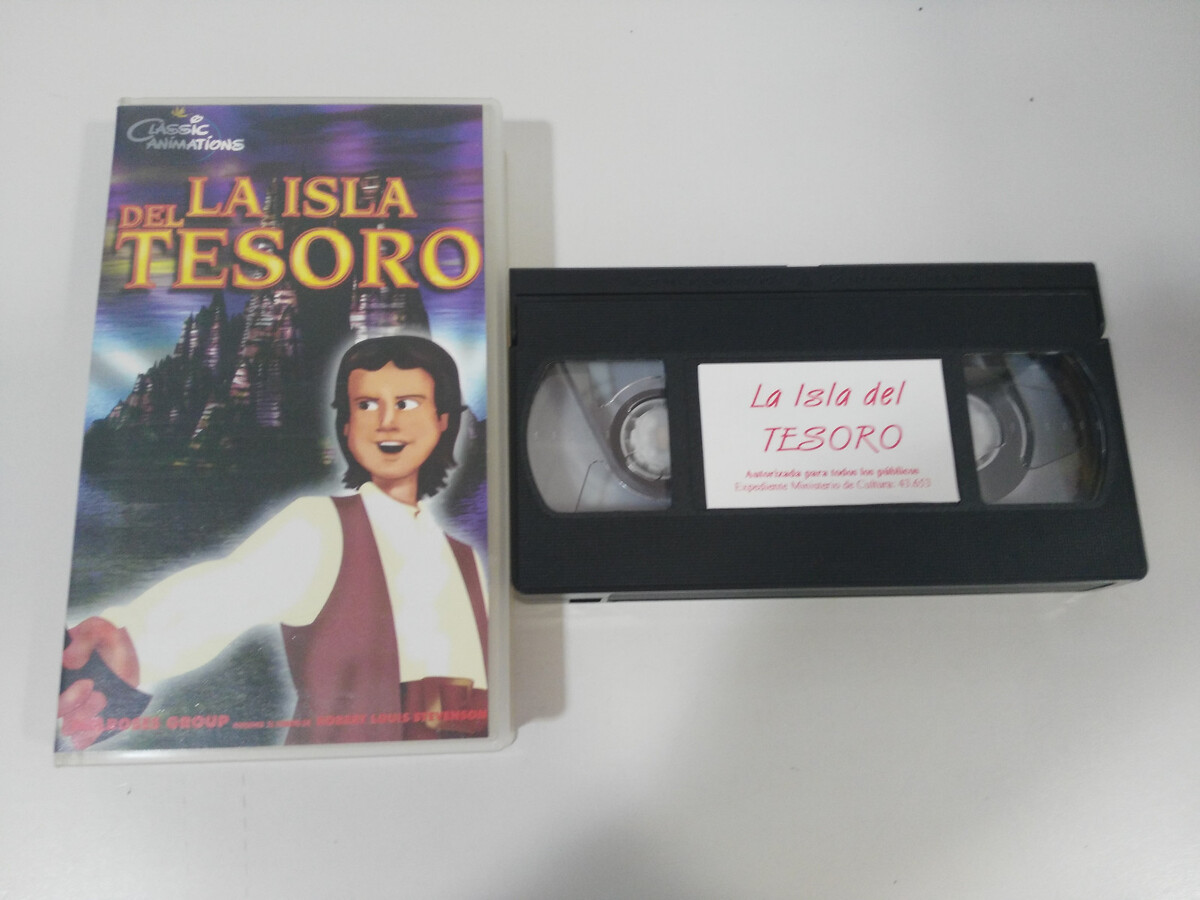 CLASSIC
ANIMATIONS
LA ISLA
DEL
TESORO
GROUP
ROBERT LOUIS STEVENSON
La Isla del
TESORO
Autorizada para todos los públicos
Expediente Ministerio de Cultura: 43.653